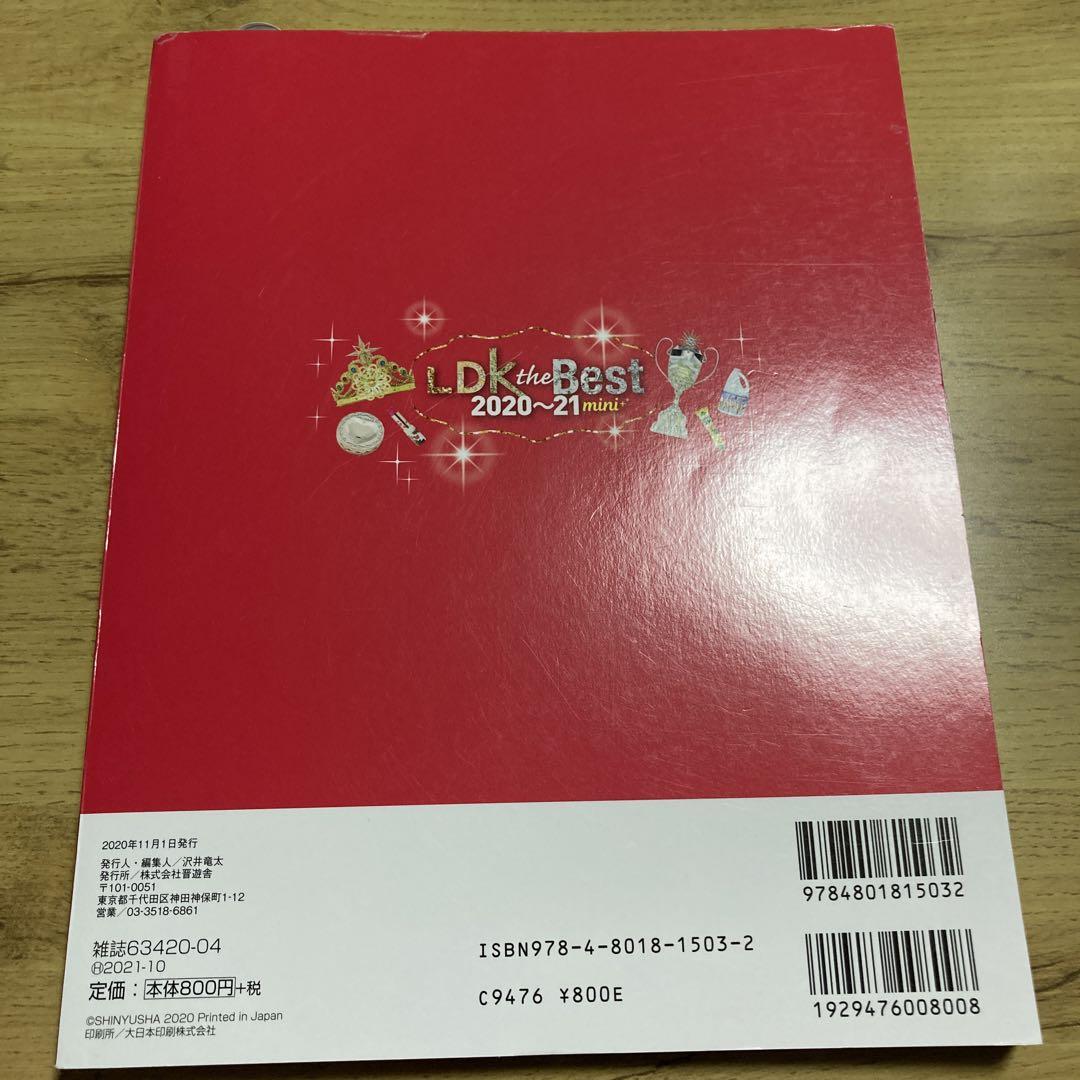 LDK the Best
2020〜21 mini+
2020年11月1日発行
発行人・編集人／沢井竜太
発行所／株式会社晋遊舎
〒101-0051
東京都千代田区神田神保町1-12
営業／03-3518-6861
雑誌63420-04
Ⓗ2021-10
定価：本体800円+税
©SHINYUSHA 2020 Printed in Japan
印刷所／大日本印刷株式会社
9784801815032
ISBN978-4-8018-1503-2
C9476 ¥800E
1929476008008